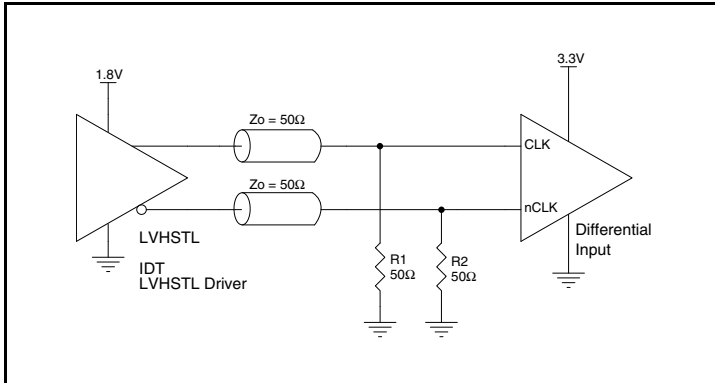 1.8V
3.3V
Zo = 50Ω
CLK
Zo = 50Ω
nCLK
LVHSTL
IDT
LVHSTL Driver
R1
50Ω
R2
50Ω
Differential
Input